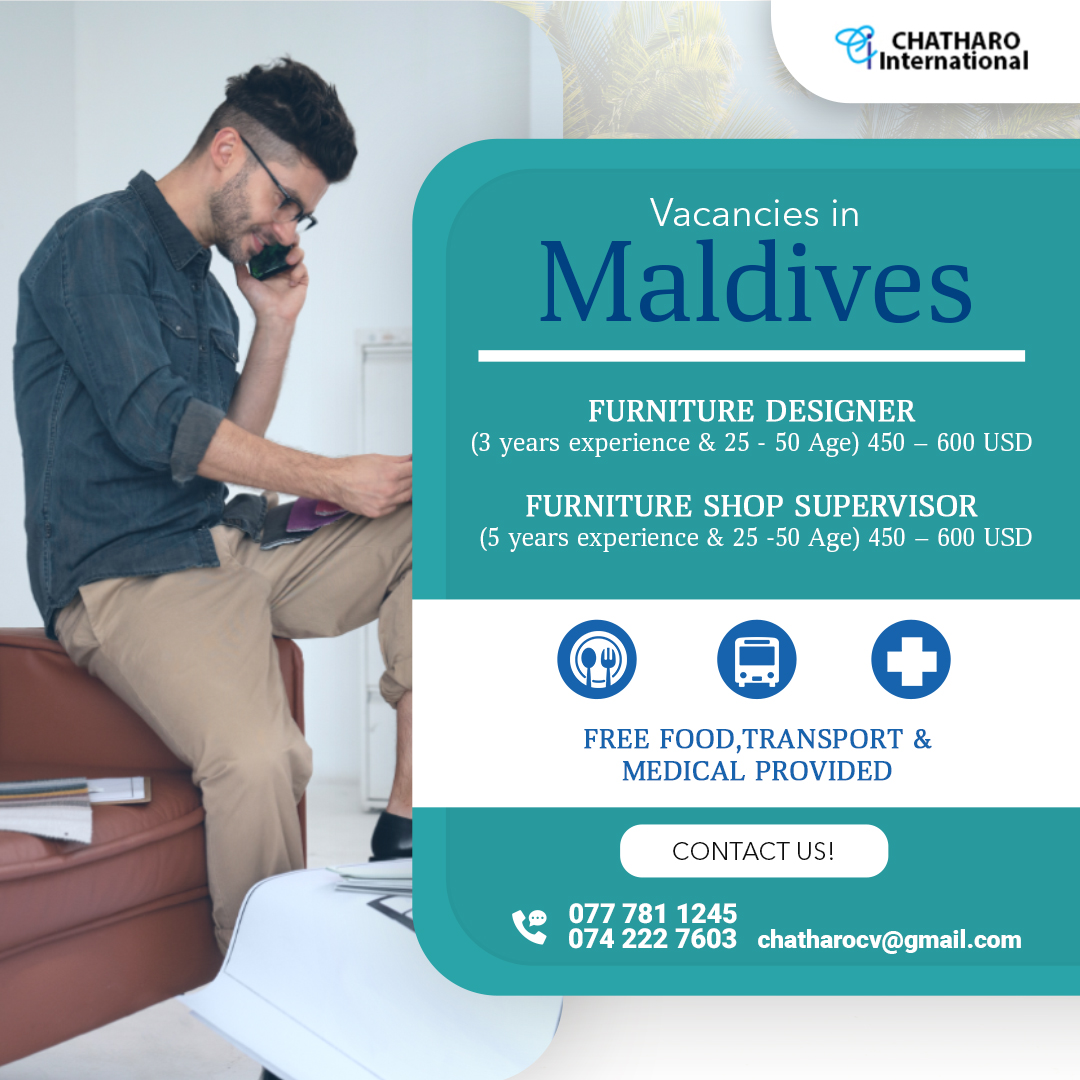 CHATHARO
International
Vacancies in
Maldives
FURNITURE DESIGNER
(3 years experience & 25 - 50 Age) 450 – 600 USD
FURNITURE SHOP SUPERVISOR
(5 years experience & 25 -50 Age) 450 – 600 USD
FREE FOOD,TRANSPORT &
MEDICAL PROVIDED
CONTACT US!
077 781 1245
074 222 7603 chatharocv@gmail.com